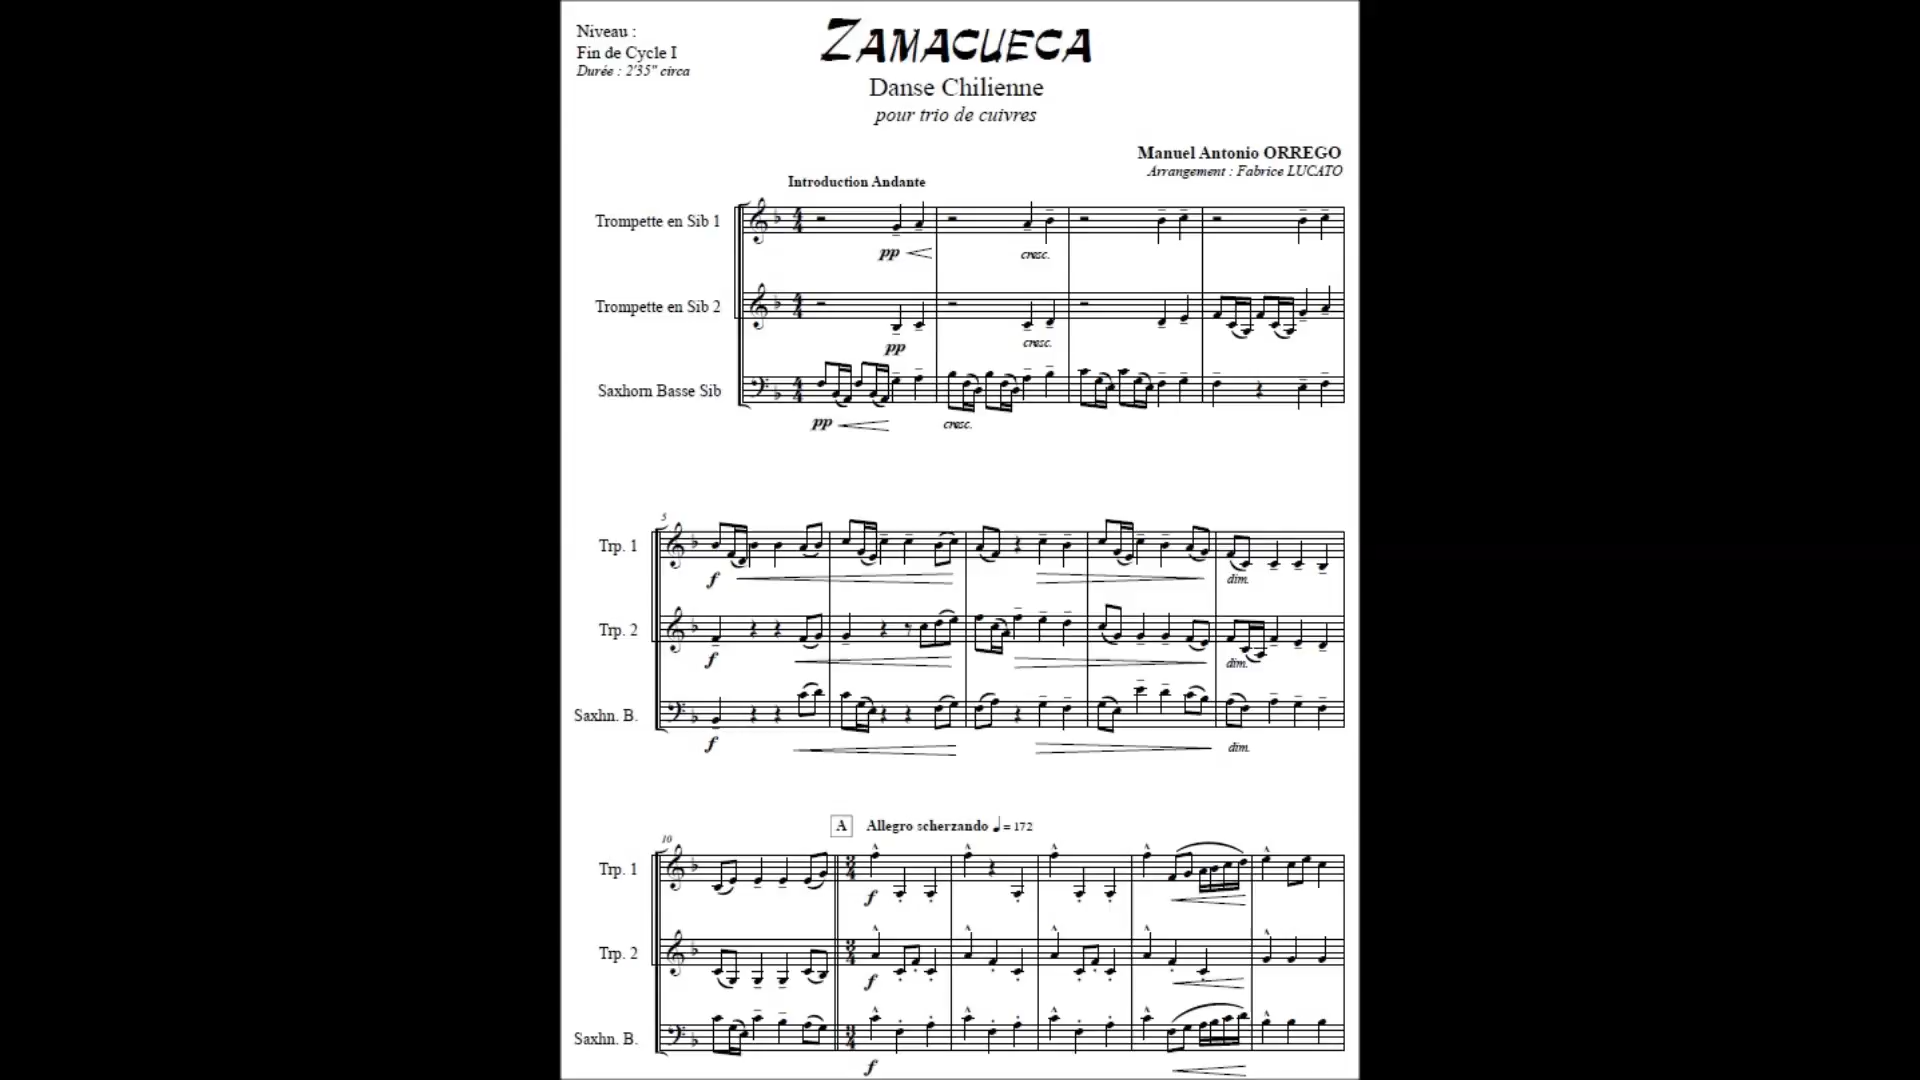 Niveau :
Fin de Cycle I
Durée : 2'35" circa
ZAMACUECA
Danse Chilienne
pour trio de cuivres
Manuel Antonio ORREGO
Arrangement : Fabrice LUCATO
Introduction Andante
Trompette en Sib 1
pp cresc.
Trompette en Sib 2
pp cresc.
Saxhorn Basse Sib
pp cresc.
5
Trp. 1
f dim.
Trp. 2
f dim.
Saxhn. B.
f dim.
10
A Allegro scherzando ♩ = 172
Trp. 1
f
Trp. 2
f
Saxhn. B.
f